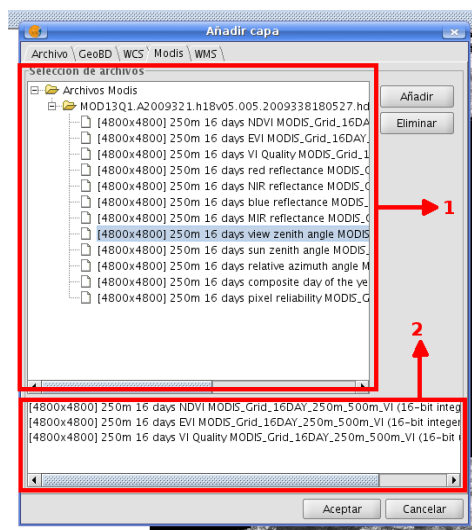 Añadir capa
Archivo GeoBD WCS Modis WMS
Selección de archivos
Archivos Modis
MOD13Q1.A2009321.h18v05.005.2009338180527.hd
[4800x4800] 250m 16 days NDVI MODIS_Grid_16DA
[4800x4800] 250m 16 days EVI MODIS_Grid_16DAY_
[4800x4800] 250m 16 days VI Quality MODIS_Grid_1
[4800x4800] 250m 16 days red reflectance MODIS_G
[4800x4800] 250m 16 days NIR reflectance MODIS_G
[4800x4800] 250m 16 days blue reflectance MODIS_
[4800x4800] 250m 16 days MIR reflectance MODIS_G
[4800x4800] 250m 16 days view zenith angle MODIS
[4800x4800] 250m 16 days sun zenith angle MODIS_
[4800x4800] 250m 16 days relative azimuth angle M
[4800x4800] 250m 16 days composite day of the ye
[4800x4800] 250m 16 days pixel reliability MODIS_G
Añadir
Eliminar
1
2
[4800x4800] 250m 16 days NDVI MODIS_Grid_16DAY_250m_500m_VI (16-bit integ
[4800x4800] 250m 16 days EVI MODIS_Grid_16DAY_250m_500m_VI (16-bit integer
[4800x4800] 250m 16 days VI Quality MODIS_Grid_16DAY_250m_500m_VI (16-bit
Aceptar
Cancelar